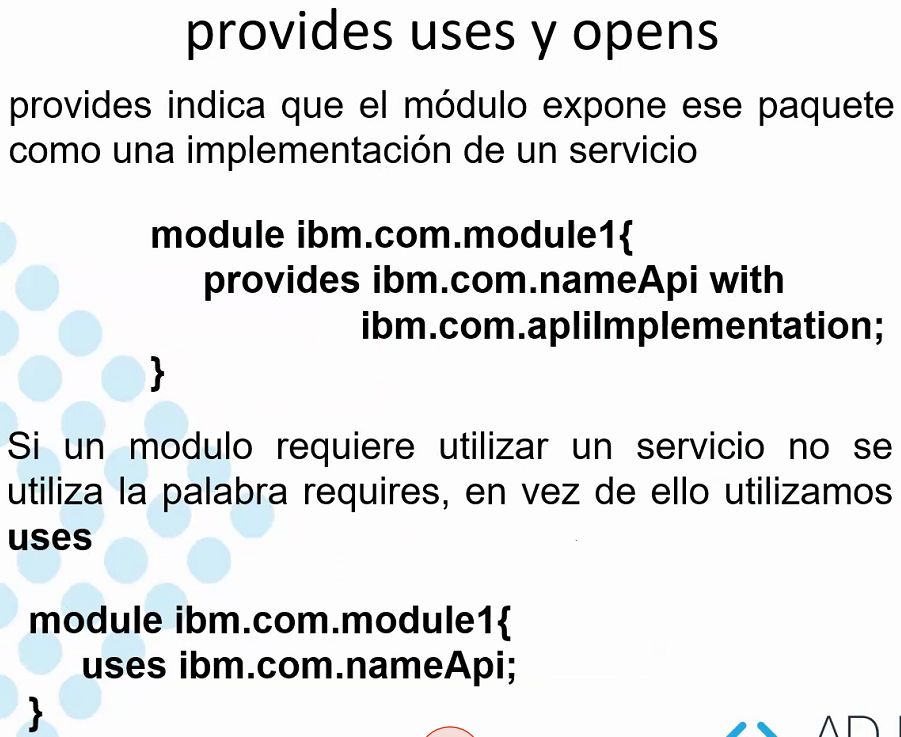 provides uses y opens
provides indica que el módulo expone ese paquete
como una implementación de un servicio
module ibm.com.module1{
provides ibm.com.nameApi with
ibm.com.apliImplementation;
}
Si un modulo requiere utilizar un servicio no se
utiliza la palabra requires, en vez de ello utilizamos
uses
module ibm.com.module1{
uses ibm.com.nameApi;
}